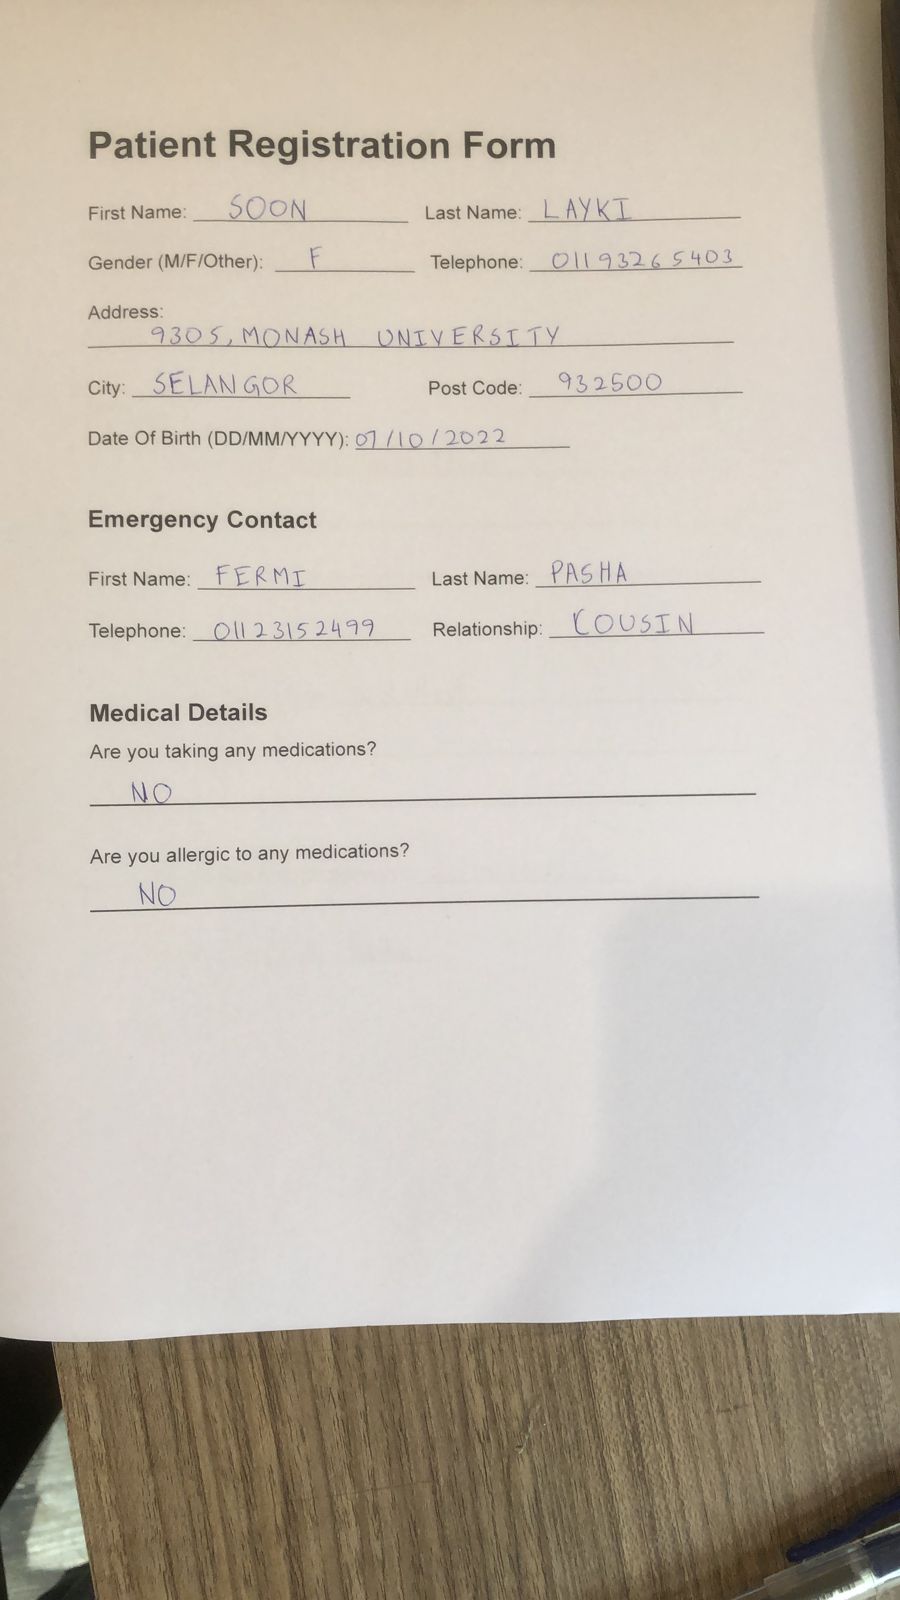 Patient Registration Form
First Name: SOON Last Name: LAYKI
Gender (M/F/Other): F Telephone: 01193265403
Address:
9305, MONASH UNIVERSITY
City: SELANGOR Post Code: 932500
Date Of Birth (DD/MM/YYYY): 07/10/2022
Emergency Contact
First Name: FERMI Last Name: PASHA
Telephone: 01123152499 Relationship: COUSIN
Medical Details
Are you taking any medications?
NO
Are you allergic to any medications?
NO